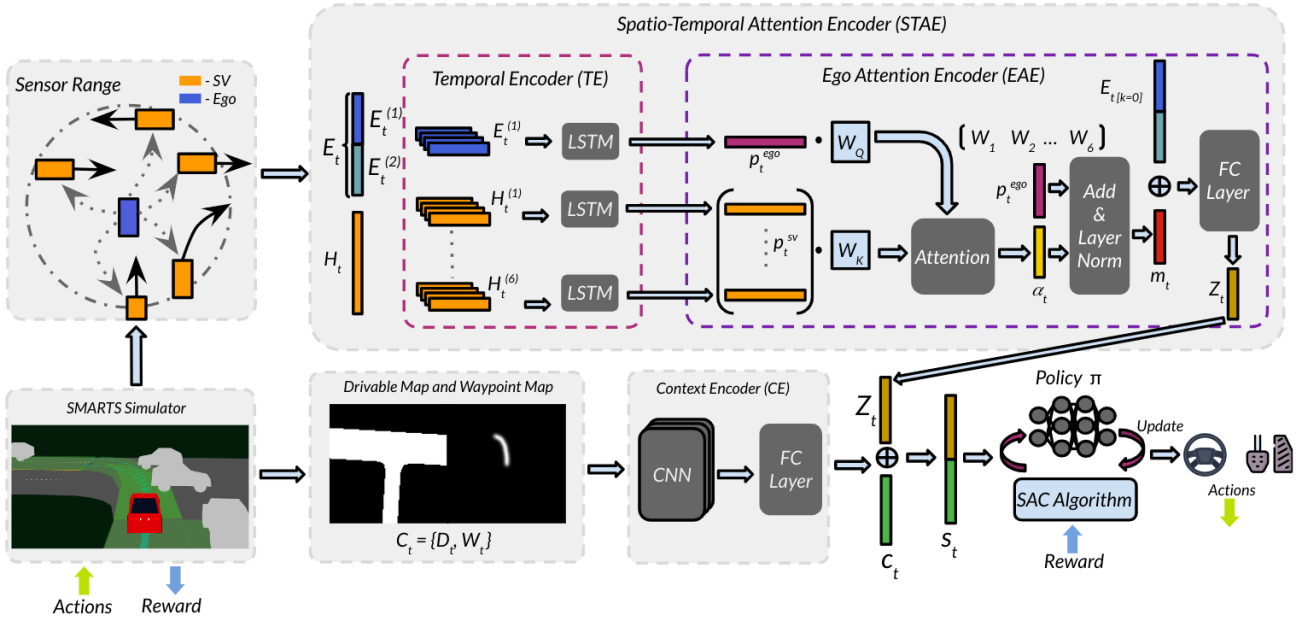 Spatio-Temporal Attention Encoder (STAE)
Sensor Range
- SV
- Ego
Temporal Encoder (TE)
Ego Attention Encoder (EAE)
E_t
E_t^(1)
E_t^(2)
H_t
E_t^(1)
LSTM
H_t^(1)
LSTM
H_t^(6)
LSTM
p_t^ego
W_Q
p_t^sv
W_K
Attention
[W_1 W_2 ... W_6]
p_t^ego
α_t
Add
&
Layer
Norm
E_t[k=0]
⊕
m_t
FC
Layer
Z_t
SMARTS Simulator
Actions
Reward
Drivable Map and Waypoint Map
C_t = {D_t, W_t}
Context Encoder (CE)
CNN
FC
Layer
Z_t
⊕
C_t
S_t
Policy π
Update
SAC Algorithm
Reward
Actions